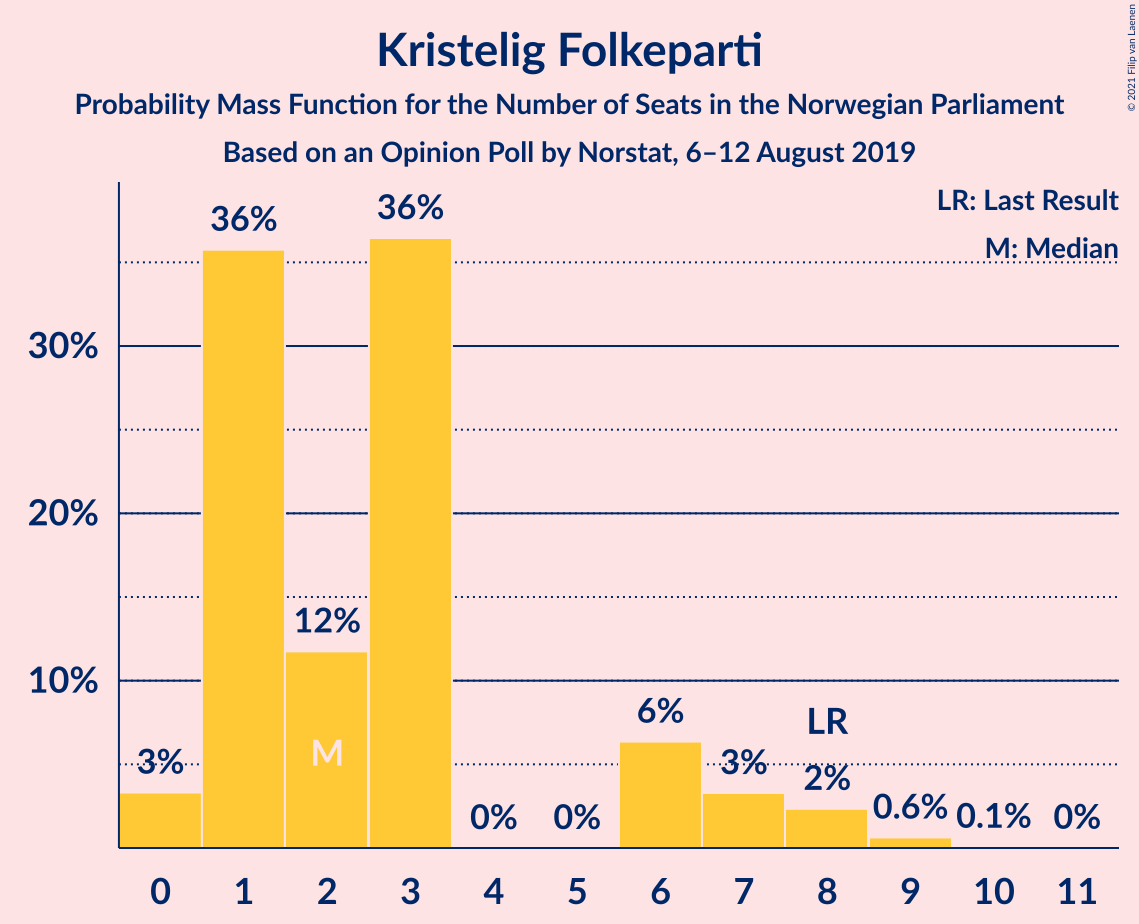 Kristelig Folkeparti
Probability Mass Function for the Number of Seats in the Norwegian Parliament
Based on an Opinion Poll by Norstat, 6–12 August 2019
© 2021 Filip van Laenen
LR: Last Result
M: Median
36%
36%
30%
20%
12%
10%
6%
LR
M
3%
3%
2%
0.6%
0.1%
0%
0%
0%
0 1 2 3 4 5 6 7 8 9 10 11